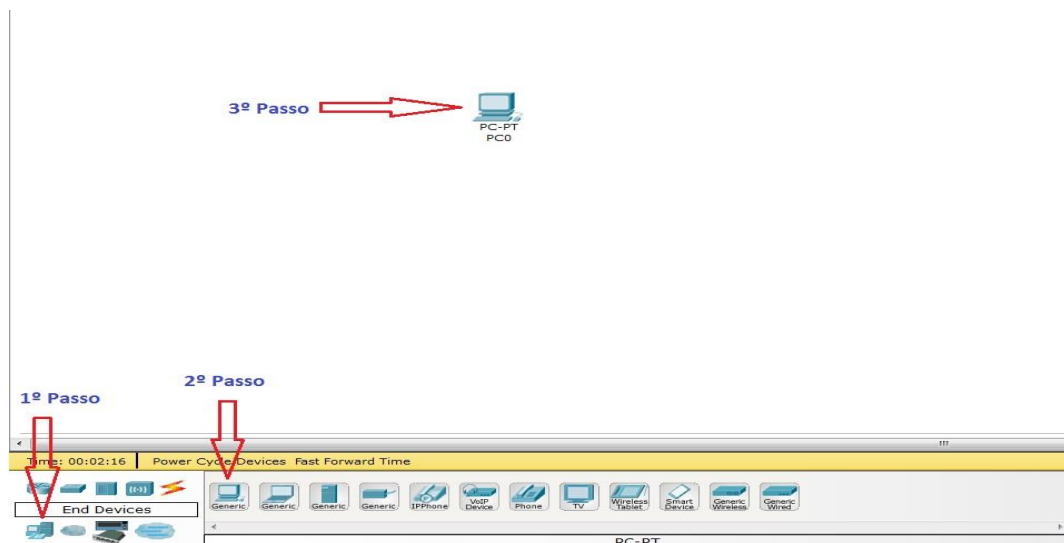 3º Passo
PC-PT
PC0
2º Passo
1º Passo
Time: 00:02:16 Power Cycle Devices Fast Forward Time
End Devices
Generic Generic Generic Generic IPPhone VoIP Device Phone TV Wireless Tablet Smart Device Generic Wireless Generic Wired
PC-PT